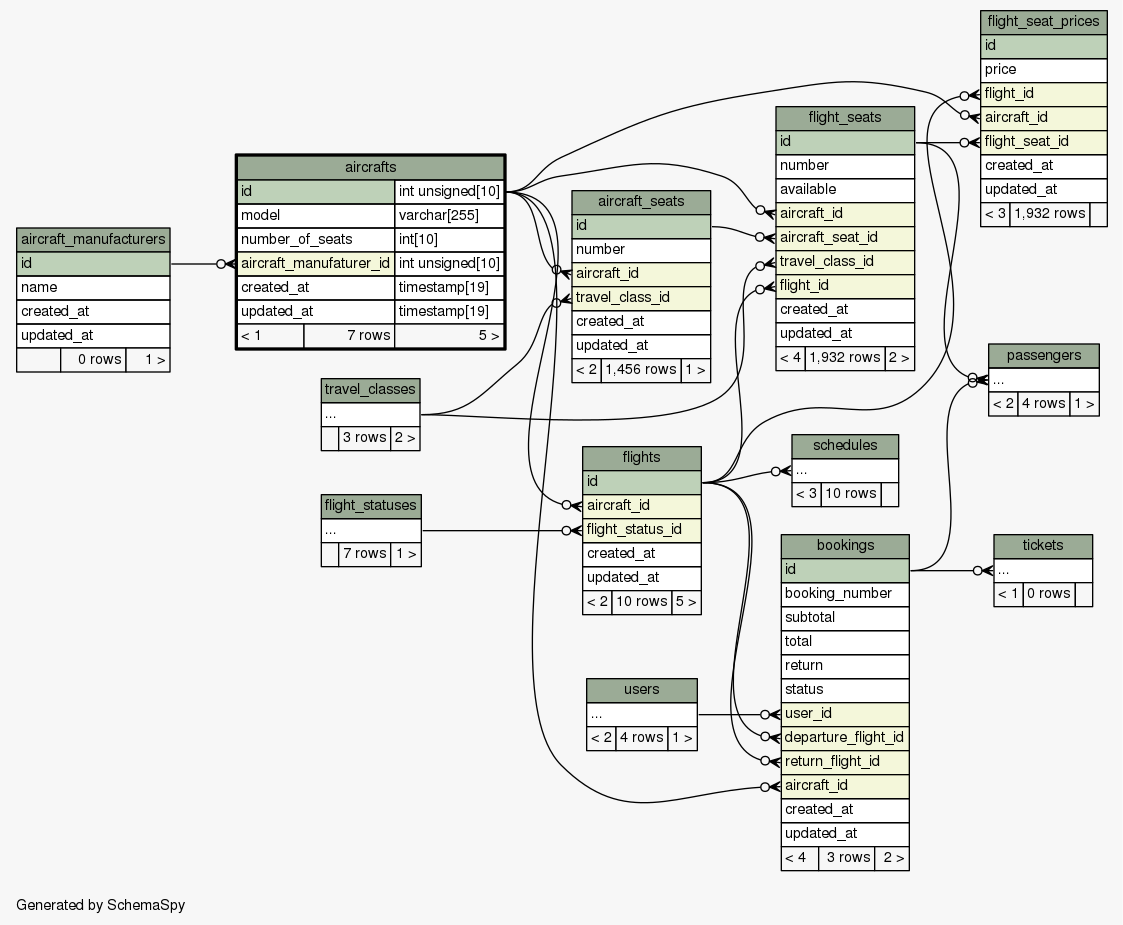 flight_seat_prices
id
price
flight_id
aircraft_id
flight_seat_id
created_at
updated_at
< 3 1,932 rows
flight_seats
id
number
available
aircraft_id
aircraft_seat_id
travel_class_id
flight_id
created_at
updated_at
< 4 1,932 rows 2 >
aircrafts
id int unsigned[10]
model varchar[255]
number_of_seats int[10]
aircraft_manufaturer_id int unsigned[10]
created_at timestamp[19]
updated_at timestamp[19]
< 1 7 rows 5 >
aircraft_seats
id
number
aircraft_id
travel_class_id
created_at
updated_at
< 2 1,456 rows 1 >
aircraft_manufacturers
id
name
created_at
updated_at
0 rows 1 >
passengers
...
< 2 4 rows 1 >
travel_classes
...
3 rows 2 >
schedules
...
< 3 10 rows
flights
id
aircraft_id
flight_status_id
created_at
updated_at
< 2 10 rows 5 >
flight_statuses
...
7 rows 1 >
bookings
id
booking_number
subtotal
total
return
status
user_id
departure_flight_id
return_flight_id
aircraft_id
created_at
updated_at
< 4 3 rows 2 >
tickets
...
< 1 0 rows
users
...
< 2 4 rows 1 >
Generated by SchemaSpy